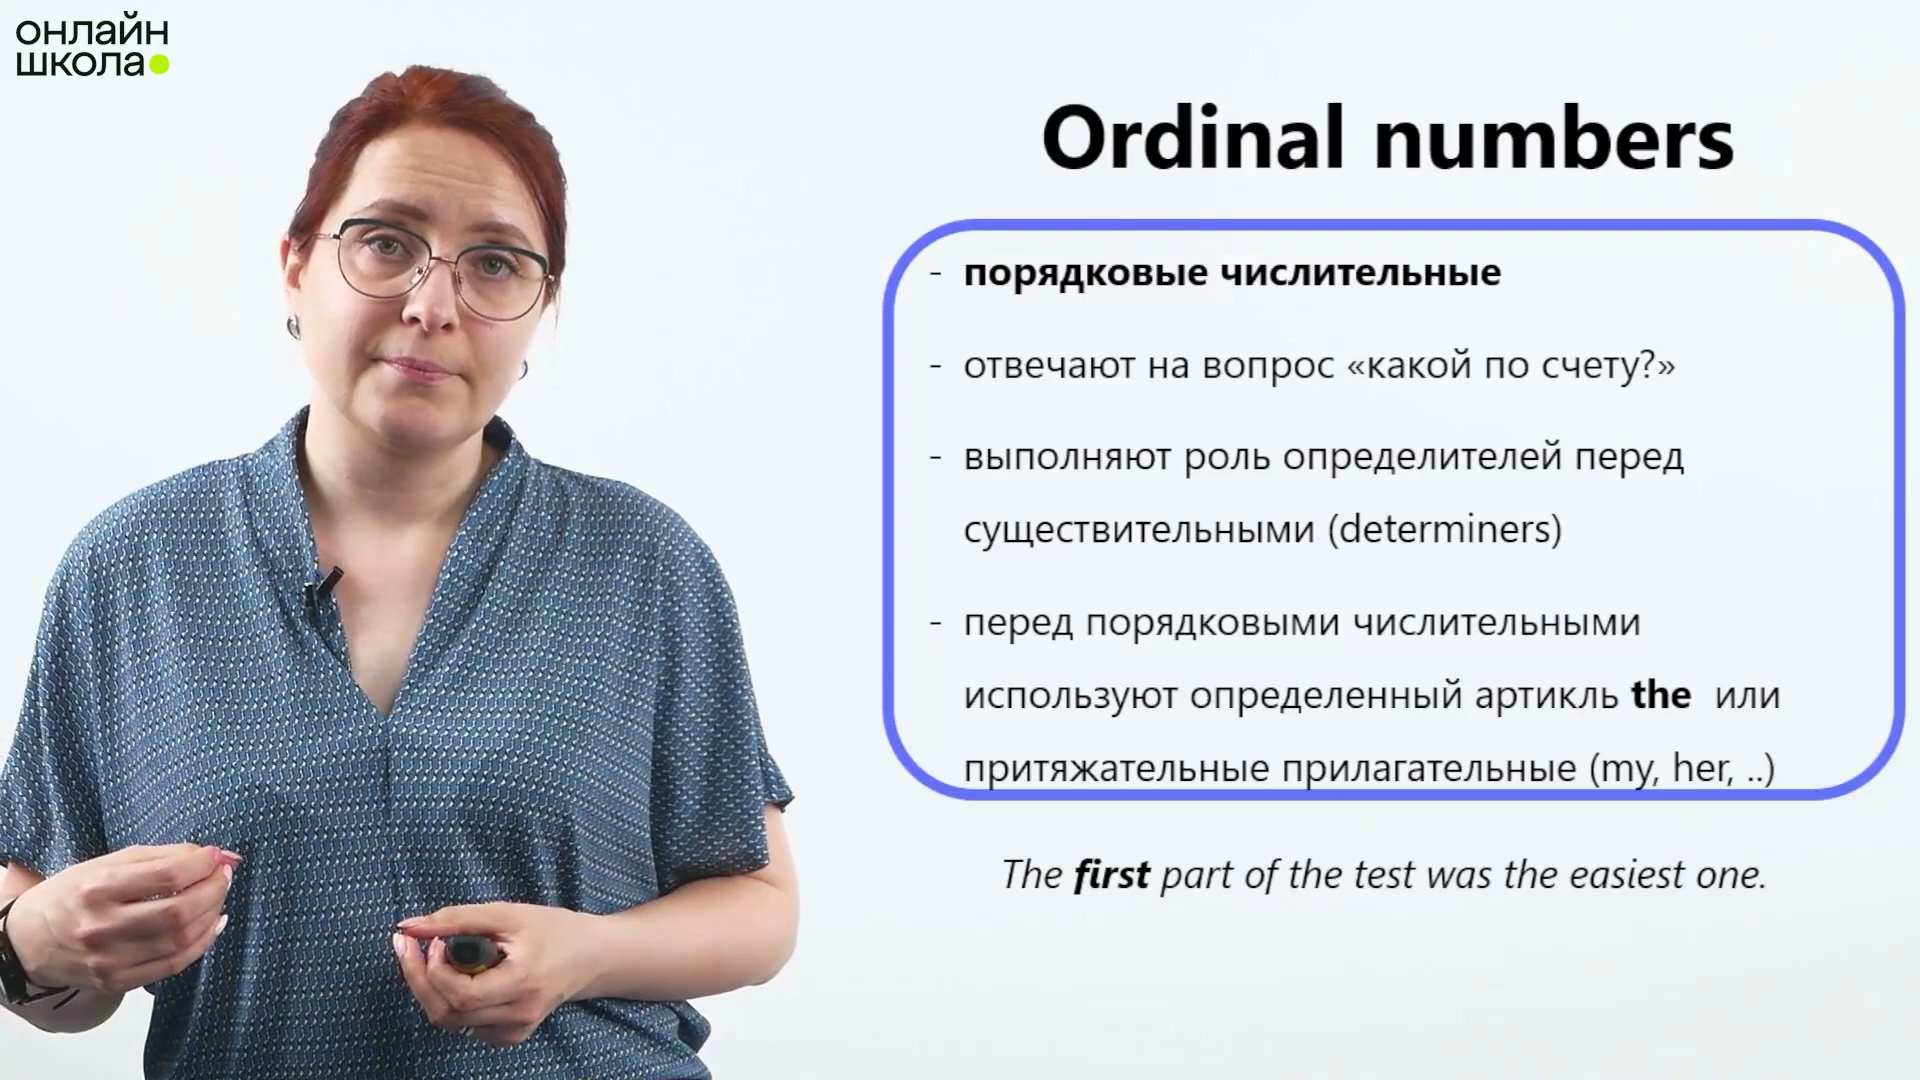 онлайн
школа
Ordinal numbers
- порядковые числительные
- отвечают на вопрос «какой по счету?»
- выполняют роль определителей перед
существительными (determiners)
- перед порядковыми числительными
используют определенный артикль the или
притяжательные прилагательные (my, her, ..)
The first part of the test was the easiest one.